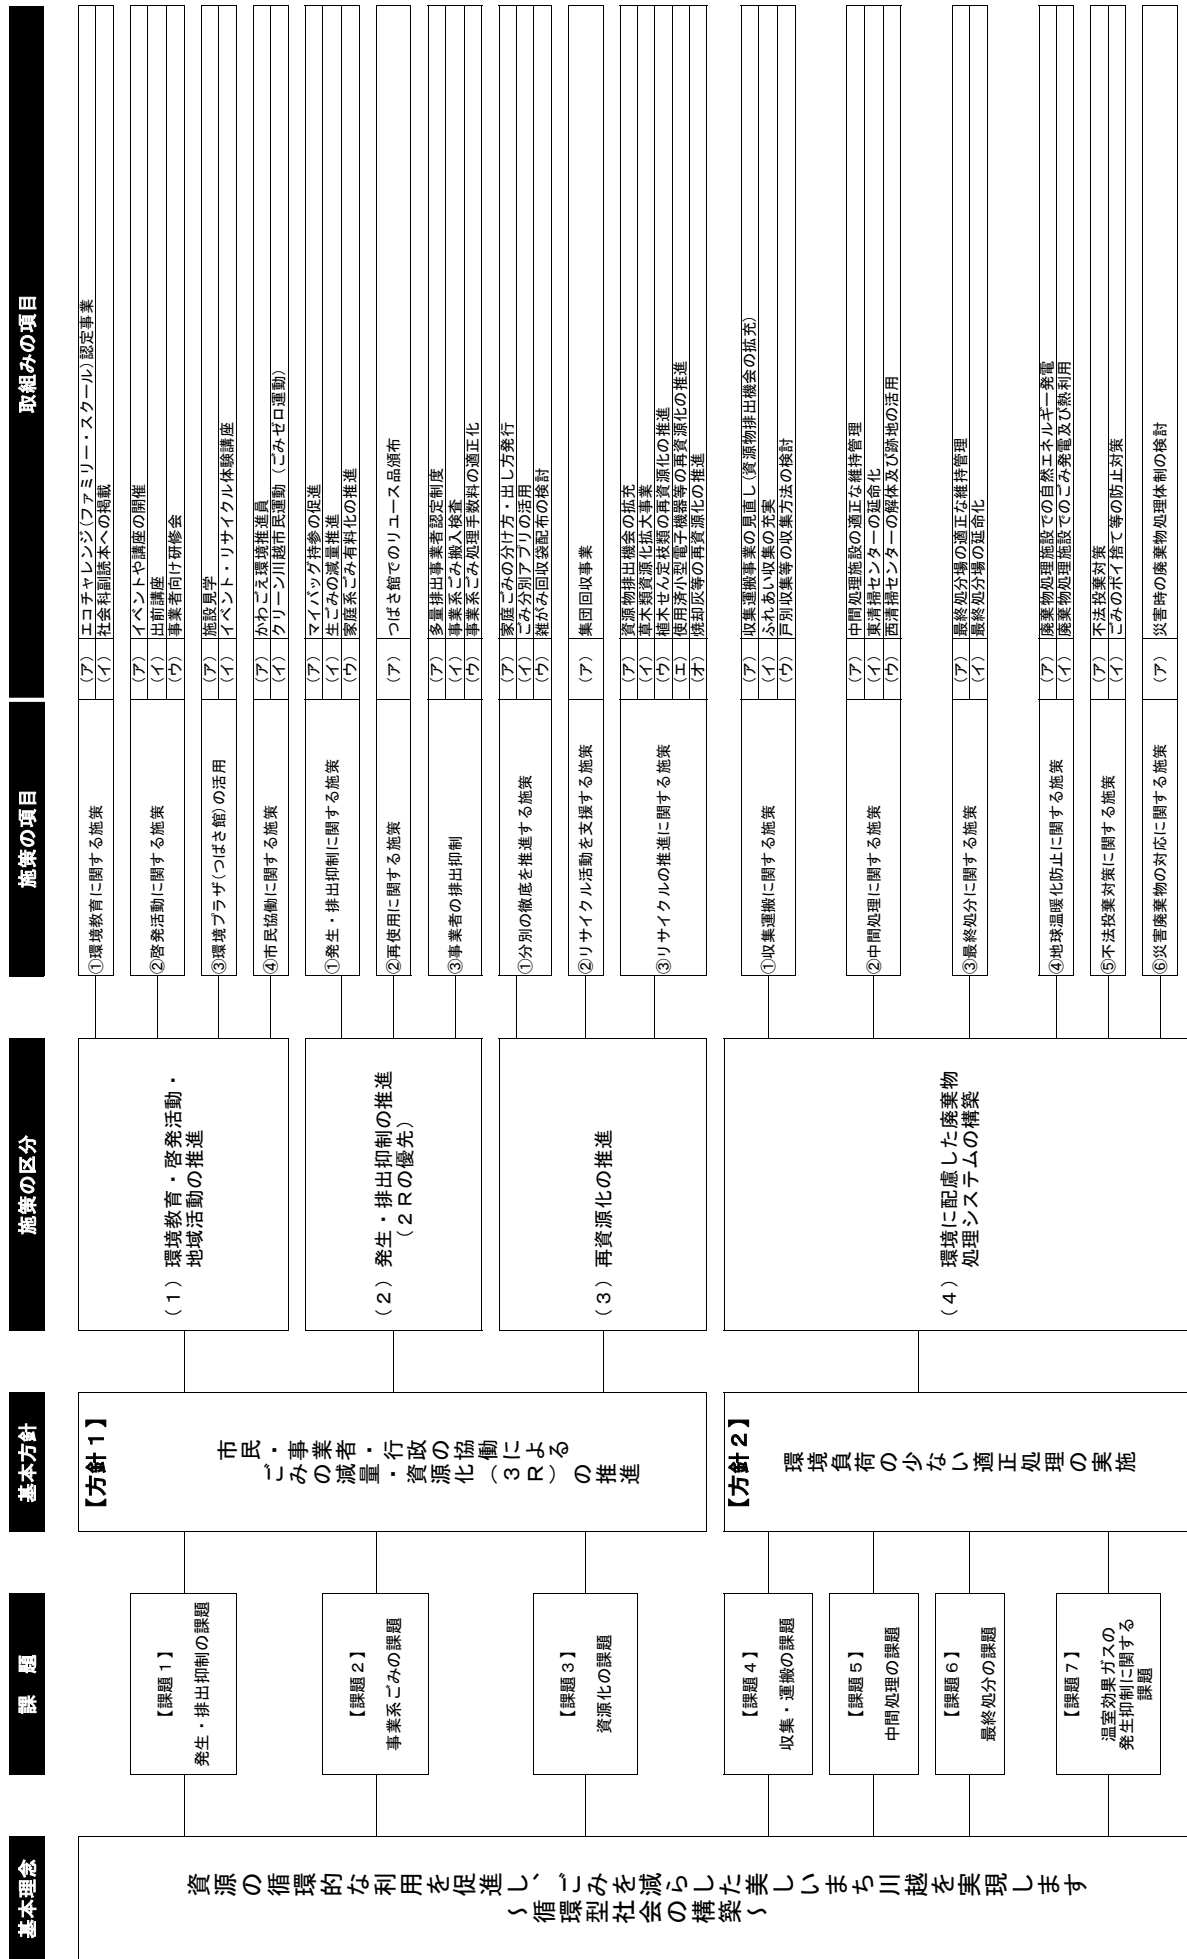 基本理念
課　題
基本方針
施策の区分
施策の項目
取組みの項目
資源の循環的な利用を促進し、ごみを減らした美しいまち川越を実現します
～循環型社会の構築～
【課題１】
発生・排出抑制の課題
【課題２】
事業系ごみの課題
【課題３】
資源化の課題
【課題４】
収集・運搬の課題
【課題５】
中間処理の課題
【課題６】
最終処分の課題
【課題７】
温室効果ガスの
発生抑制に関する
課題
【方針１】
市民・事業者・行政の協働による
ごみの減量・資源化（３Ｒ）の推進
【方針２】
環境負荷の少ない適正処理の実施
（１）環境教育・啓発活動・
地域活動の推進
（２）発生・排出抑制の推進
（２Ｒの優先）
（３）再資源化の推進
（４）環境に配慮した廃棄物
処理システムの構築
①環境教育に関する施策
（ア）エコチャレンジ（ファミリー・スクール）認定事業
（イ）社会科副読本への掲載
②啓発活動に関する施策
（ア）イベントや講座の開催
（イ）出前講座
（ウ）事業者向け研修会
③環境プラザ（つばさ館）の活用
（ア）施設見学
（イ）イベント・リサイクル体験講座
④市民協働に関する施策
（ア）かわごえ環境推進員
（イ）クリーン川越市民運動（ごみゼロ運動）
①発生・排出抑制に関する施策
（ア）マイバッグ持参の促進
（イ）生ごみの減量推進
（ウ）家庭系ごみ有料化の推進
②再使用に関する施策
（ア）つばさ館でのリユース品頒布
③事業者の排出抑制
（ア）多量排出事業者認定制度
（イ）事業系ごみ搬入検査
（ウ）事業系ごみ処理手数料の適正化
①分別の徹底を推進する施策
（ア）家庭ごみの分け方・出し方発行
（イ）ごみ分別アプリの活用
（ウ）雑がみ回収袋配布の検討
②リサイクル活動を支援する施策
（ア）集団回収事業
③リサイクルの推進に関する施策
（ア）資源物排出機会の拡充
（イ）草木類資源化拡大事業
（ウ）植木せん定枝類の再資源化の推進
（エ）使用済小型電子機器等の再資源化の推進
（オ）焼却灰等の再資源化の推進
①収集運搬に関する施策
（ア）収集運搬事業の見直し（資源物排出機会の拡充）
（イ）ふれあい収集の充実
（ウ）戸別収集等の収集方法の検討
②中間処理に関する施策
（ア）中間処理施設の適正な維持管理
（イ）東清掃センターの延命化
（ウ）西清掃センターの解体及び跡地の活用
③最終処分に関する施策
（ア）最終処分場の適正な維持管理
（イ）最終処分場の延命化
④地球温暖化防止に関する施策
（ア）廃棄物処理施設での自然エネルギー発電
（イ）廃棄物処理施設でのごみ発電及び熱利用
⑤不法投棄対策に関する施策
（ア）不法投棄対策
（イ）ごみのポイ捨て等の防止対策
⑥災害廃棄物の対応に関する施策
（ア）災害時の廃棄物処理体制の検討